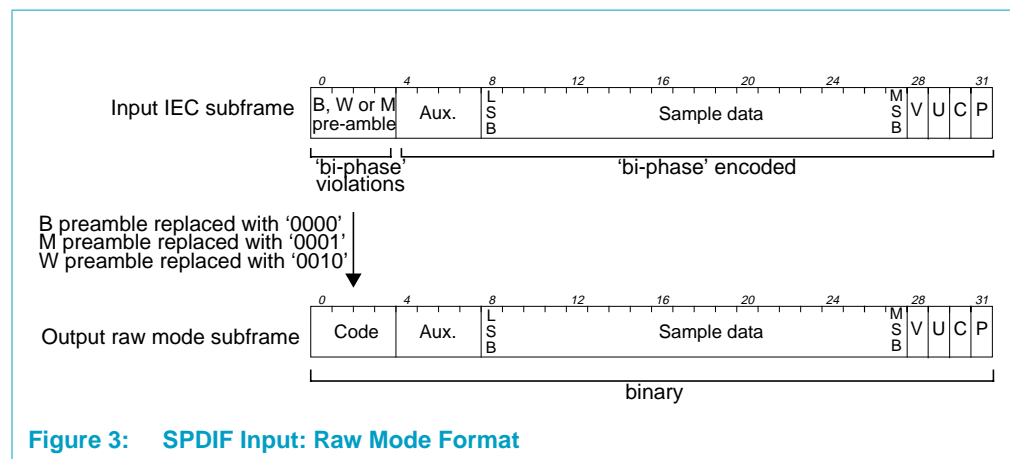 0 4 8 12 16 20 24 28 31
Input IEC subframe
B, W or M
pre-amble
Aux.
L
S
B
Sample data
M
S
B
V U C P
‘bi-phase’
violations
‘bi-phase’ encoded
B preamble replaced with ‘0000’
M preamble replaced with ‘0001’
W preamble replaced with ‘0010’
0 4 8 12 16 20 24 28 31
Output raw mode subframe
Code
Aux.
L
S
B
Sample data
M
S
B
V U C P
binary
Figure 3: SPDIF Input: Raw Mode Format